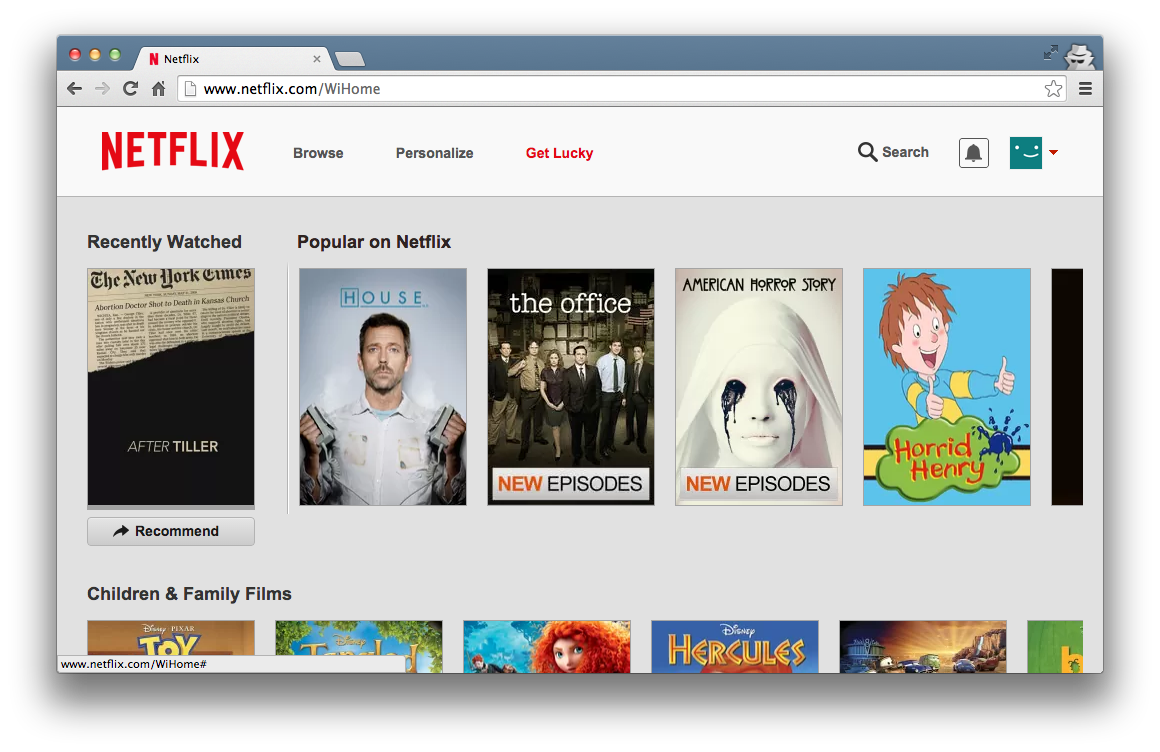 Netflix
www.netflix.com/WiHome
NETFLIX
Browse
Personalize
Get Lucky
Search
Recently Watched
Popular on Netflix
The New York Times
Abortion Doctor Shot to Death in Kansas Church
AFTER TILLER
HOUSE
the office
NEW EPISODES
AMERICAN HORROR STORY
NEW EPISODES
Horrid
Henry
Recommend
Children & Family Films
DISNEY · PIXAR
TOY
Disney
Disney
HERCULES
www.netflix.com/WiHome#